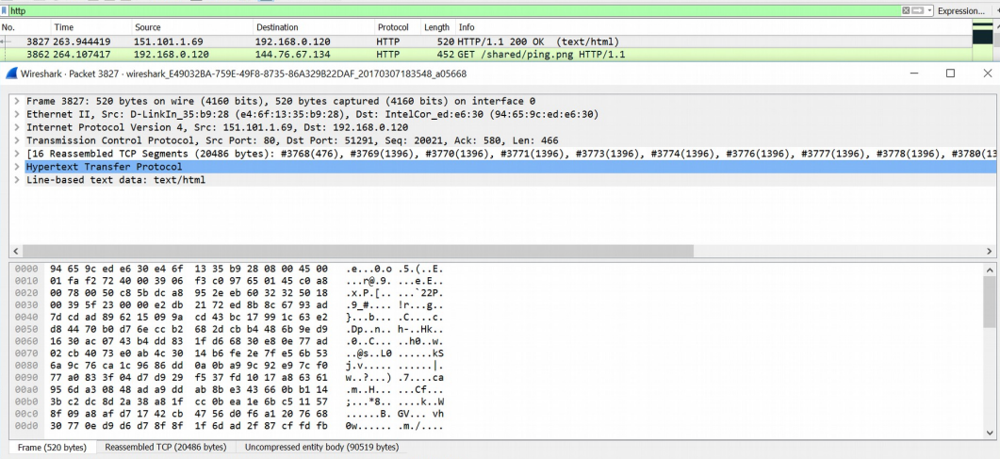 http
Expression...
No. Time Source Destination Protocol Length Info
3827 263.944419 151.101.1.69 192.168.0.120 HTTP 520 HTTP/1.1 200 OK (text/html)
3862 264.107417 192.168.0.120 144.76.67.134 HTTP 452 GET /shared/ping.png HTTP/1.1
Wireshark · Packet 3827 · wireshark_E49032BA-759E-49F8-8735-86A329B22DAF_20170307183548_a05668
> Frame 3827: 520 bytes on wire (4160 bits), 520 bytes captured (4160 bits) on interface 0
> Ethernet II, Src: D-LinkIn_35:b9:28 (e4:6f:13:35:b9:28), Dst: IntelCor_ed:e6:30 (94:65:9c:ed:e6:30)
> Internet Protocol Version 4, Src: 151.101.1.69, Dst: 192.168.0.120
> Transmission Control Protocol, Src Port: 80, Dst Port: 51291, Seq: 20021, Ack: 580, Len: 466
> [16 Reassembled TCP Segments (20486 bytes): #3768(476), #3769(1396), #3770(1396), #3771(1396), #3773(1396), #3774(1396), #3776(1396), #3777(1396), #3778(1396), #3780(13
> Hypertext Transfer Protocol
> Line-based text data: text/html
0000 94 65 9c ed e6 30 e4 6f 13 35 b9 28 08 00 45 00 .e...0.o .5.(..E.
0010 01 fa f2 72 40 00 39 06 f3 c0 97 65 01 45 c0 a8 ...r@.9. ...e.E..
0020 00 78 00 50 c8 5b dc a8 95 2e eb 60 32 32 50 18 .x.P.[.. ...`22P.
0030 00 39 5f 23 00 00 e2 db 21 72 ed 8b 8c 67 93 ad .9_#.... !r...g..
0040 7d cd ad 89 62 15 09 9a cd 43 bc 17 99 1c 63 e2 }...b... .C....c.
0050 d8 44 70 b0 d7 6e cc b2 68 2d cb b4 48 6b 9e d9 .Dp..n.. h-..Hk..
0060 16 30 ac 07 43 b4 dd 83 1f d6 68 30 e8 0e 77 ad .0..C... ..h0..w.
0070 02 cb 40 73 e0 ab 4c 30 14 b6 fe 2e 7f e5 6b 53 ..@s..L0 ......kS
0080 6a 9c 76 ca 1c 96 86 dd 0a 0b a9 9c 92 e9 7c f0 j.v..... ......|.
0090 77 a0 83 3f 04 d7 d9 29 f5 37 fd 10 17 a8 63 61 w..?...) .7....ca
00a0 95 6d a3 08 48 ad a9 dd ab 8b e3 43 66 0b b1 14 .m..H... ...Cf...
00b0 3b c2 dc 8d 2a 38 a8 1f cc 0b ea 1e 6b c5 11 57 ;...*8.. ....k..W
00c0 8f 09 a8 af d7 17 42 cb 47 56 d0 f6 a1 20 76 68 ......B. GV... vh
00d0 30 77 0e d9 d6 d7 8f 8f 1f 6d ad 2f 87 cf fd fb 0w...... .m./....
Frame (520 bytes) Reassembled TCP (20486 bytes) Uncompressed entity body (90519 bytes)